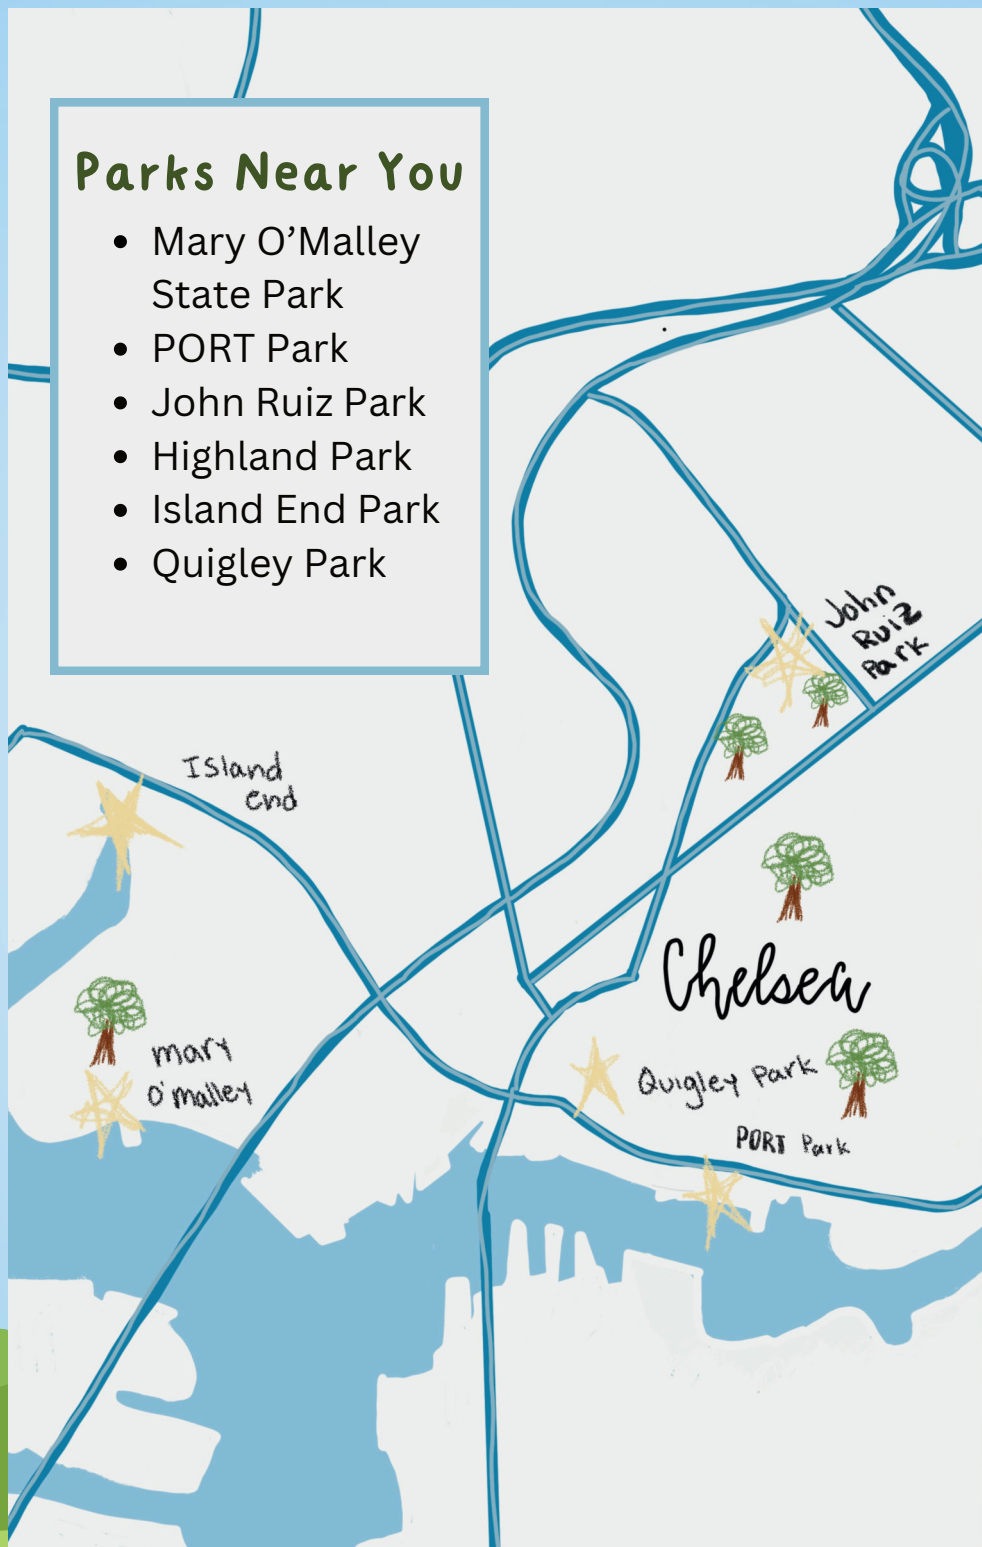 Parks Near You
• Mary O’Malley
State Park
• PORT Park
• John Ruiz Park
• Highland Park
• Island End Park
• Quigley Park
John
Ruiz
Park
Island
End
Chelsea
mary
o'malley
Quigley Park
PORT Park